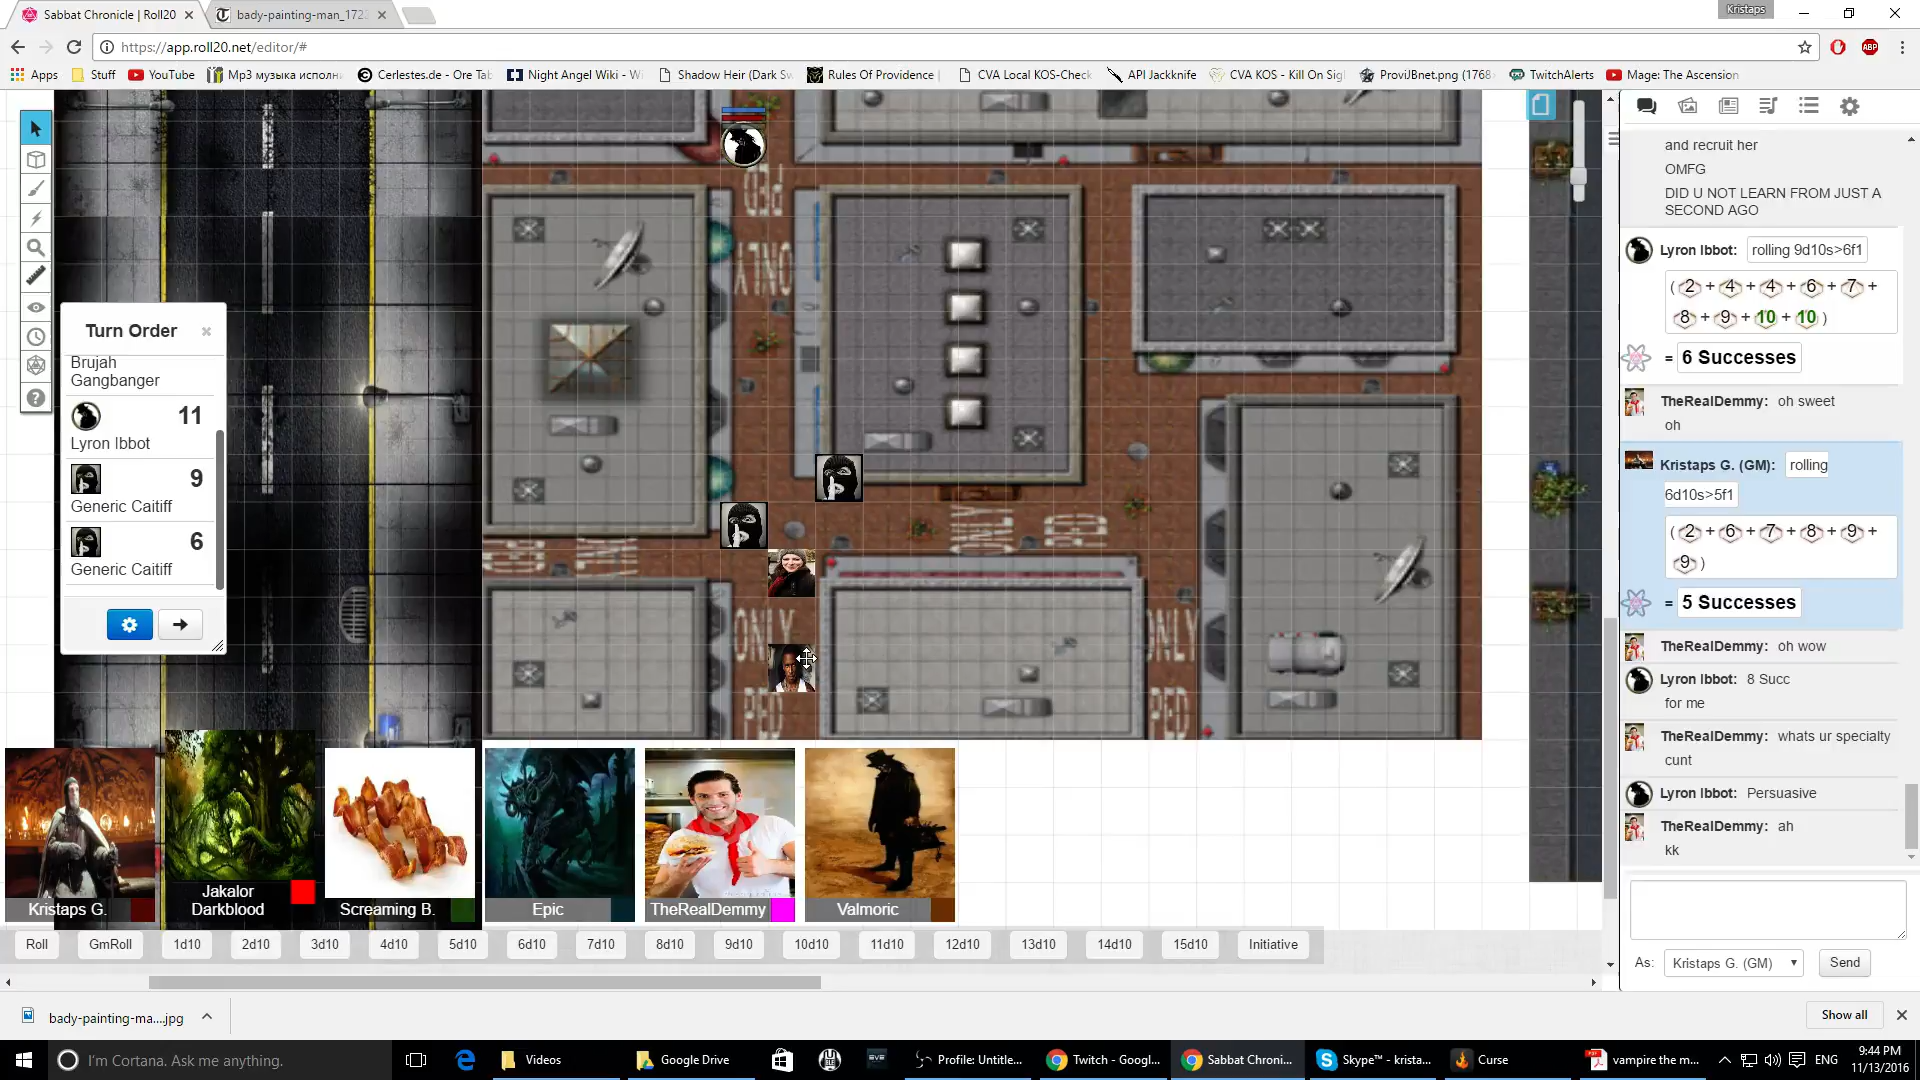 Sabbat Chronicle | Roll20
bady-painting-man_172
Kristaps
https://app.roll20.net/editor/#
Apps
Stuff
YouTube
Mp3 музыка исполн
Cerlestes.de - Ore Tab
Night Angel Wiki - Wi
Shadow Heir (Dark Sw
Rules Of Providence
CVA Local KOS-Check
API Jackknife
CVA KOS - Kill On Sigl
ProviJBnet.png (1768
TwitchAlerts
Mage: The Ascension
ABP
Turn Order
Brujah
Gangbanger
11
Lyron Ibbot
9
Generic Caitiff
6
Generic Caitiff
ONLY
ONLY
ONLY
and recruit her
OMFG
DID U NOT LEARN FROM JUST A
SECOND AGO
Lyron Ibbot: rolling 9d10s>6f1
(2+4+4+6+7+
8+9+10+10)
= 6 Successes
TheRealDemmy: oh sweet
oh
Kristaps G. (GM): rolling
6d10s>5f1
(2+6+7+8+9+
9)
= 5 Successes
TheRealDemmy: oh wow
Lyron Ibbot: 8 Succ
for me
TheRealDemmy: whats ur specialty
cunt
Lyron Ibbot: Persuasive
TheRealDemmy: ah
kk
As: Kristaps G. (GM)
Send
Kristaps G.
Jakalor
Darkblood
Screaming B.
Epic
TheRealDemmy
Valmoric
Roll
GmRoll
1d10
2d10
3d10
4d10
5d10
6d10
7d10
8d10
9d10
10d10
11d10
12d10
13d10
14d10
15d10
Initiative
bady-painting-ma....jpg
Show all
I'm Cortana. Ask me anything.
Videos
Google Drive
Profile: Untitle...
Twitch - Googl...
Sabbat Chroni...
Skype™ - krista...
Curse
vampire the m...
ENG
9:44 PM
11/13/2016